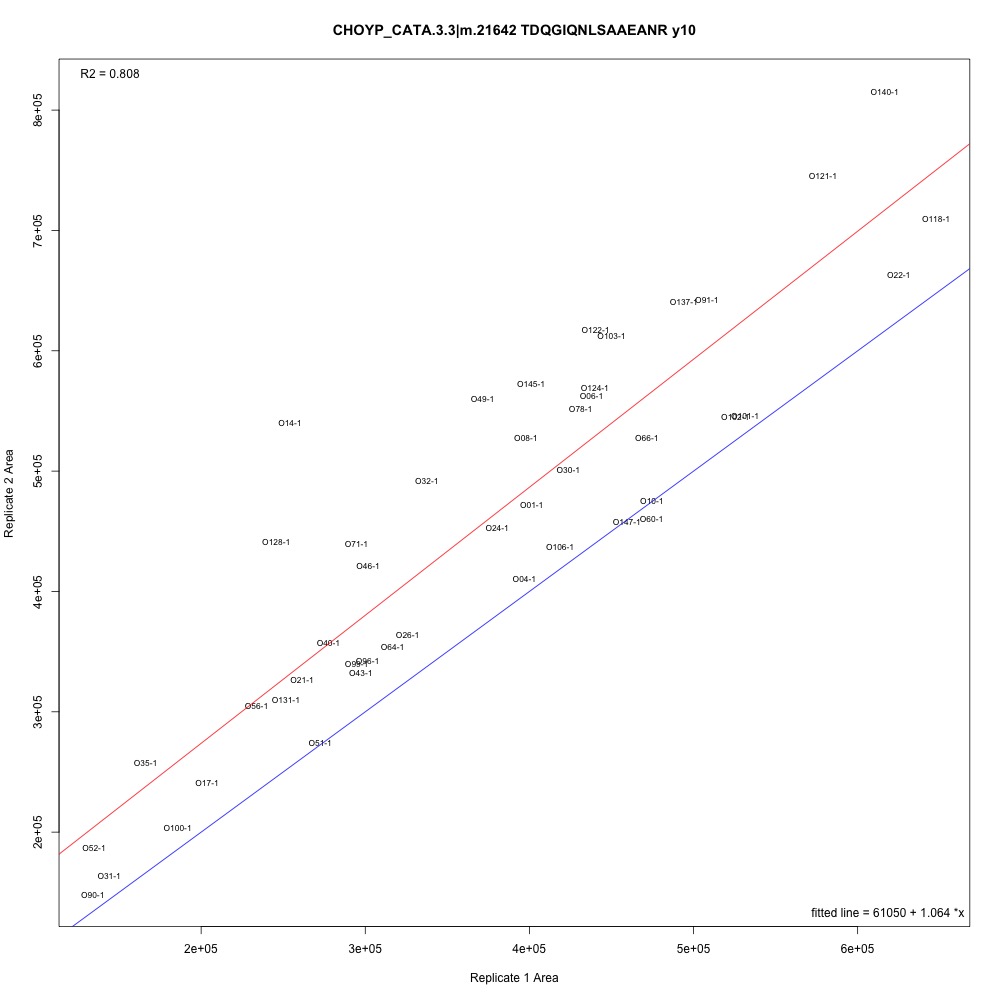 CHOYP_CATA.3.3|m.21642 TDQGIQNLSAAEANR y10
R2 = 0.808
O140-1
O121-1
O118-1
O22-1
O137-1 O91-1
O122-1
O103-1
O145-1
O124-1
O49-1
O06-1
O78-1
O14-1
O102-1 O101-1
O08-1
O66-1
O30-1
O32-1
O01-1
O10-1
O147-1 O60-1
O24-1
O128-1
O71-1
O106-1
O46-1
O04-1
O26-1
O40-1
O64-1
O96-1
O43-1
O21-1
O131-1
O56-1
O51-1
O35-1
O17-1
O100-1
O52-1
O31-1
O90-1
fitted line = 61050 + 1.064 *x
8e+05
7e+05
6e+05
5e+05
4e+05
3e+05
2e+05
Replicate 2 Area
2e+05 3e+05 4e+05 5e+05 6e+05
Replicate 1 Area